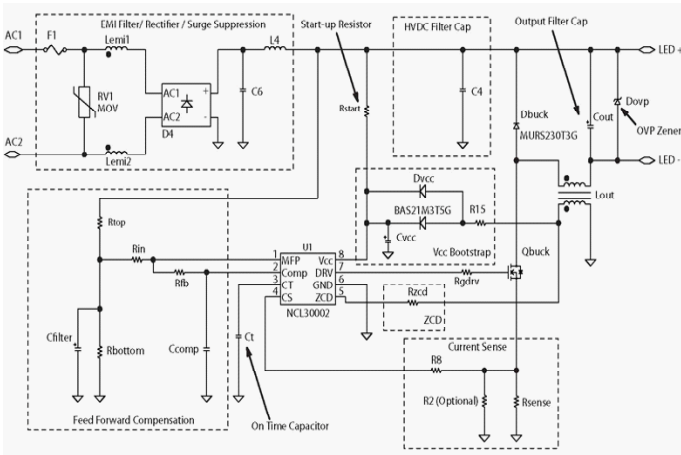 EMI Filter/ Rectifier / Surge Suppression
Start-up Resistor
HVDC Filter Cap
Output Filter Cap
AC1
F1
Lemi1
L4
LED +
RV1
MOV
AC1
AC2
+
-
D4
C6
Rstart
C4
Dbuck
MURS230T3G
Cout
Dovp
OVP Zener
AC2
Lemi2
LED -
Dvcc
BAS21M3T5G
R15
Cvcc
Vcc Bootstrap
Lout
Rtop
Rin
Rfb
U1
1
2
3
4
MFP
Comp
CT
CS
Vcc
DRV
GND
ZCD
8
7
6
5
NCL30002
Qbuck
Rgdrv
Rzcd
ZCD
Cfilter
Rbottom
Ccomp
Ct
Current Sense
R8
R2 (Optional)
Rsense
Feed Forward Compensation
On Time Capacitor